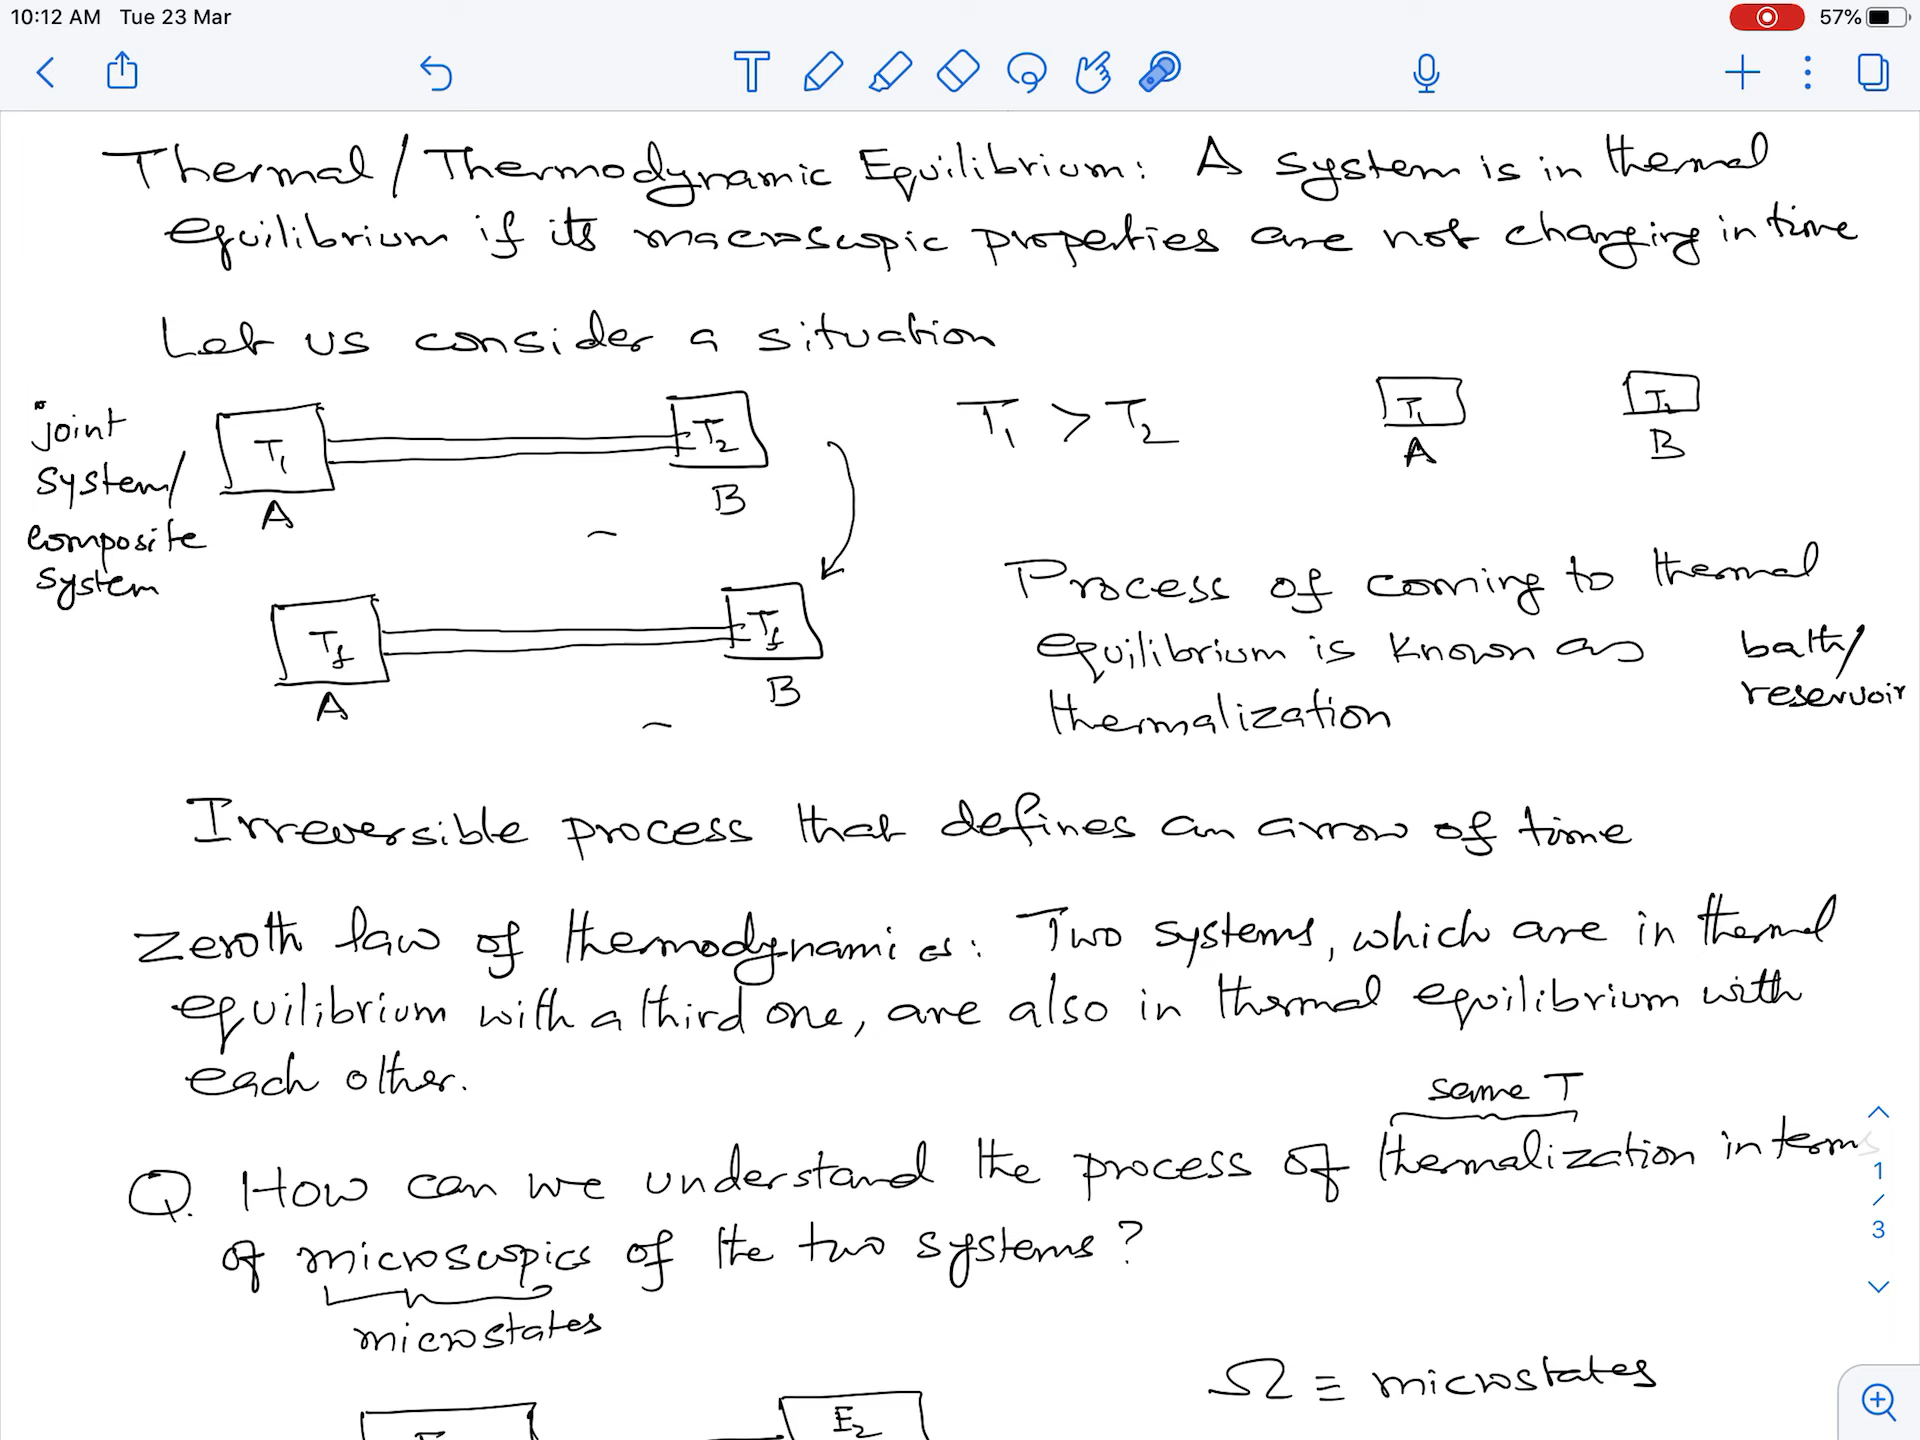 10:12 AM Tue 23 Mar
57%
T
Thermal / Thermodynamic Equilibrium: A system is in thermal
equilibrium if its macroscopic properties are not changing in time
Let us consider a situation
joint
system/
composite
system
T1
A
T2
B
T1 > T2
T1
A
T2
B
Tf
A
Tf
B
Process of coming to thermal
equilibrium is known as
thermalization
bath/
reservoir
Irreversible process that defines an arrow of time
Zeroth law of thermodynamics: Two systems, which are in thermal
equilibrium with a third one, are also in thermal equilibrium with
each other.
same T
Q. How can we understand the process of thermalization in terms
of microscopics of the two systems?
microstates
1
/
3
Ω ≡ microstates
E2